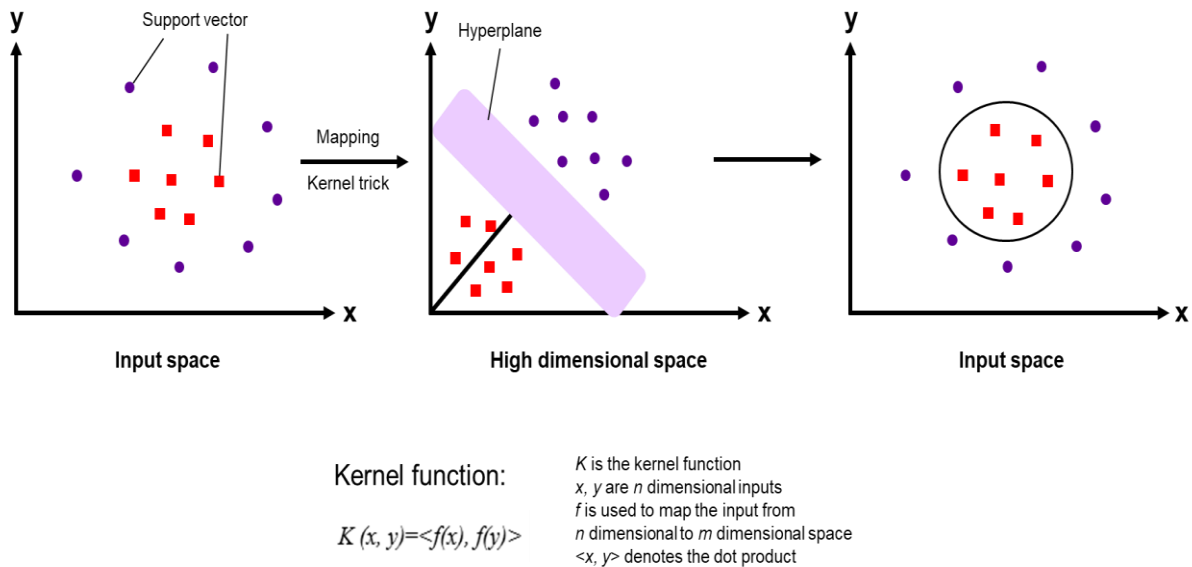 y
Support vector
x
Input space
Mapping
Kernel trick
y
Hyperplane
x
High dimensional space
y
x
Input space
Kernel function:
K (x, y)=<f(x), f(y)>
K is the kernel function
x, y are n dimensional inputs
f is used to map the input from
n dimensional to m dimensional space
<x, y> denotes the dot product